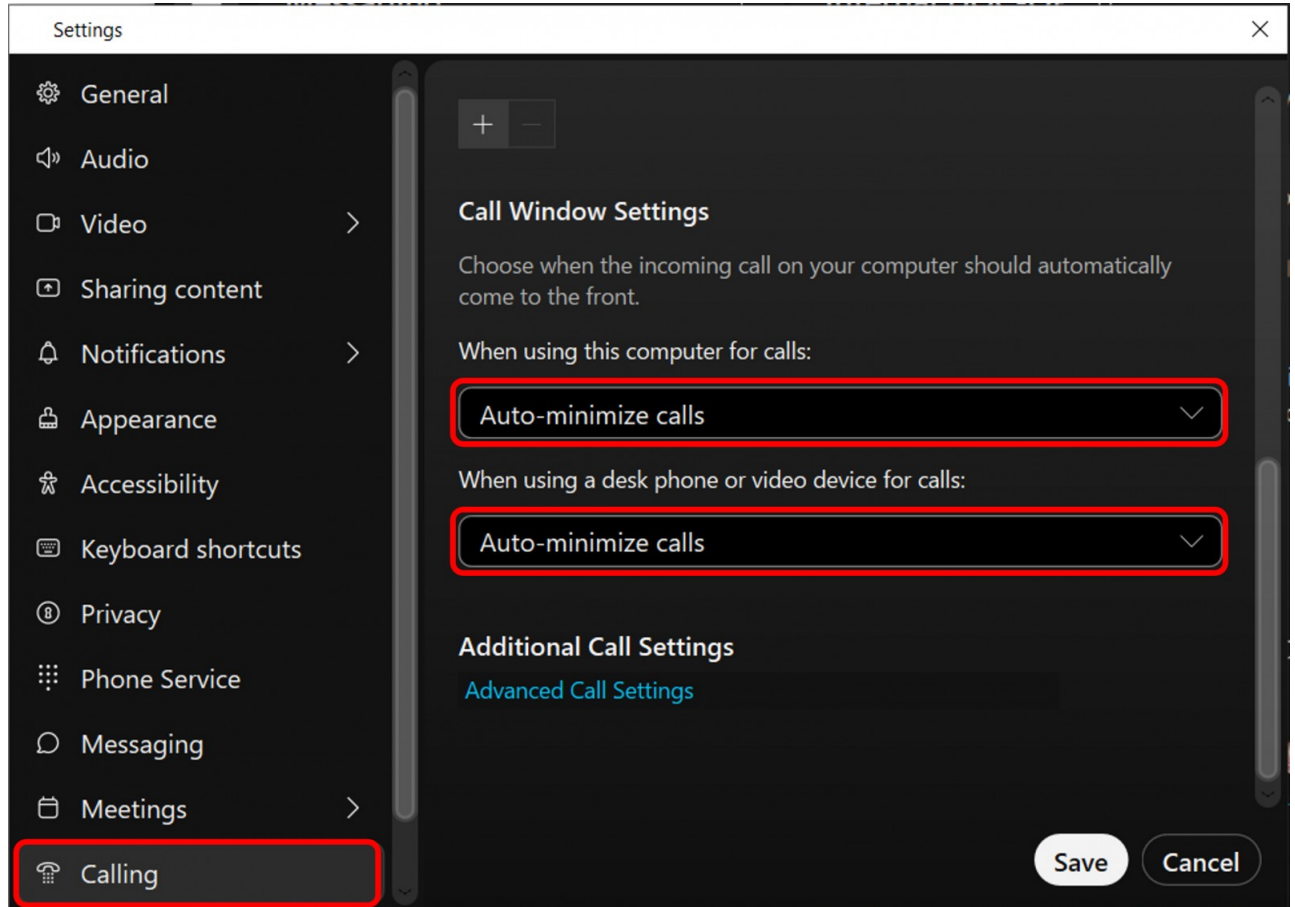 Settings
General
Audio
Video
Sharing content
Notifications
Appearance
Accessibility
Keyboard shortcuts
Privacy
Phone Service
Messaging
Meetings
Calling
Call Window Settings
Choose when the incoming call on your computer should automatically
come to the front.
When using this computer for calls:
Auto-minimize calls
When using a desk phone or video device for calls:
Auto-minimize calls
Additional Call Settings
Advanced Call Settings
Save
Cancel